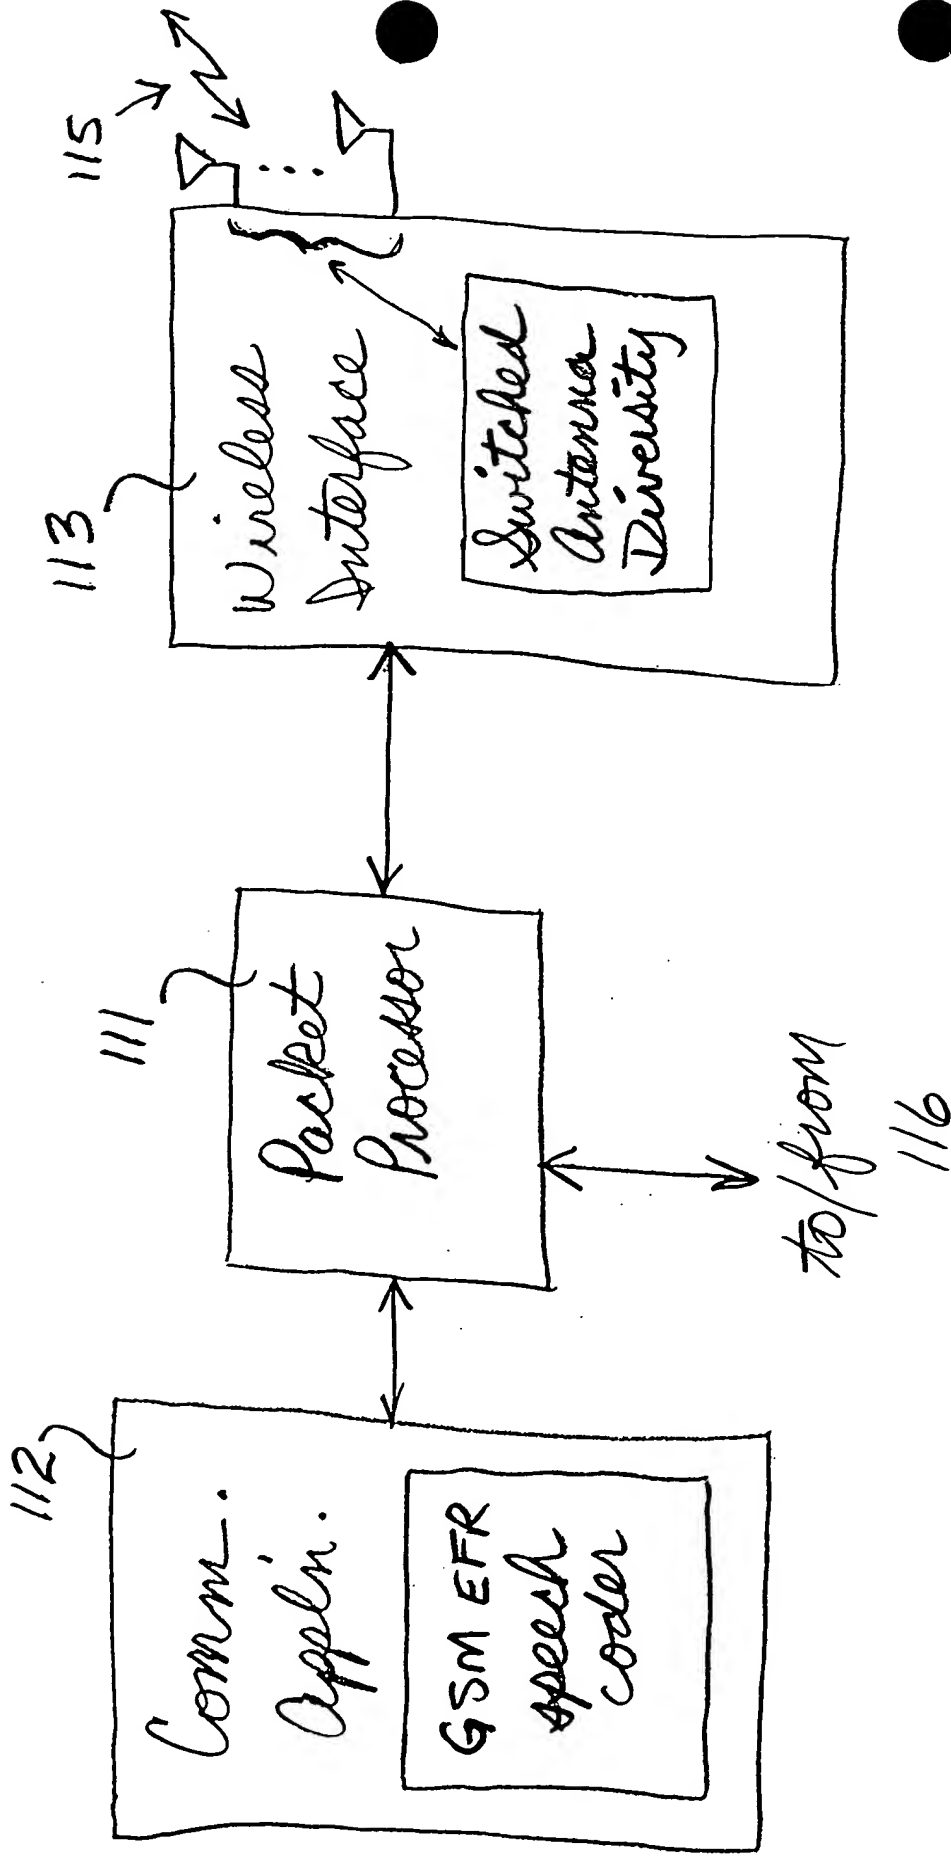 112
Comm.
Appl'n.
GSM EFR
speech
coder
111
Packet
Processor
to/from
116
113
Wireless
Interface
Switched
Antenna
Diversity
115